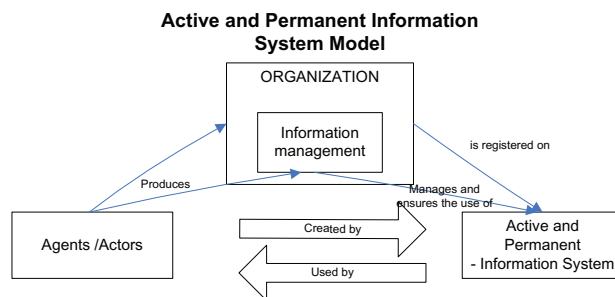 Active and Permanent Information
System Model
ORGANIZATION
Information
management
is registered on
Produces
Manages and
ensures the use of
Agents /Actors
Created by
Used by
Active and
Permanent
- Information System